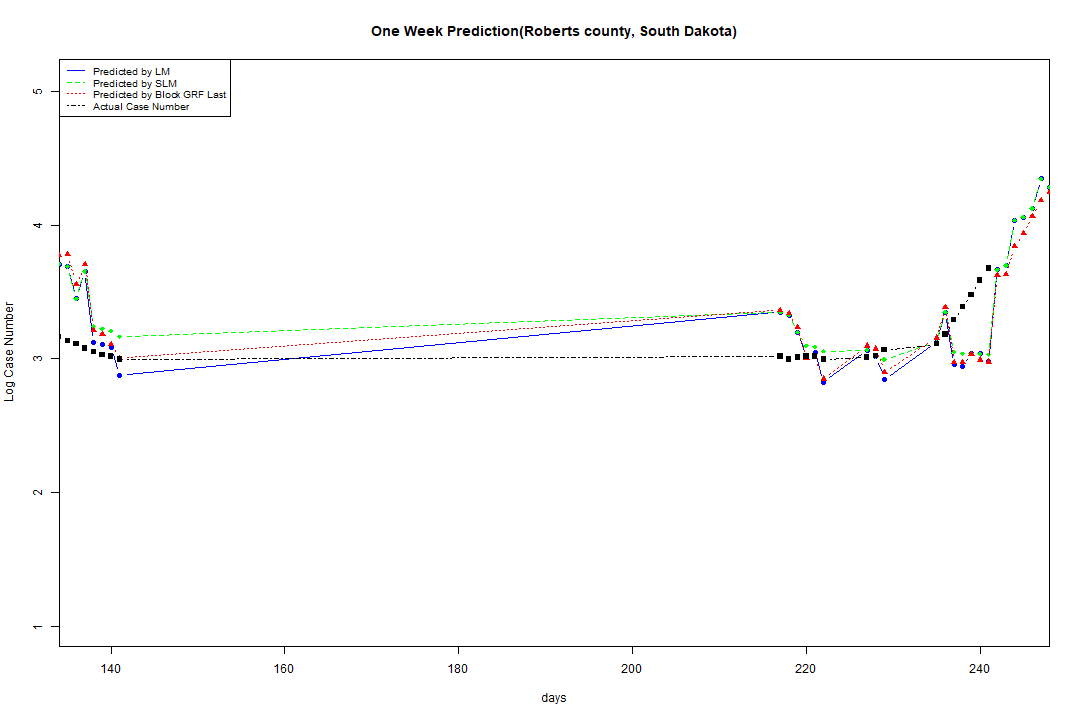 One Week Prediction(Roberts county, South Dakota)
Predicted by LM
Predicted by SLM
Predicted by Block GRF Last
Actual Case Number
5
4
3
2
1
Log Case Number
140 160 180 200 220 240
days